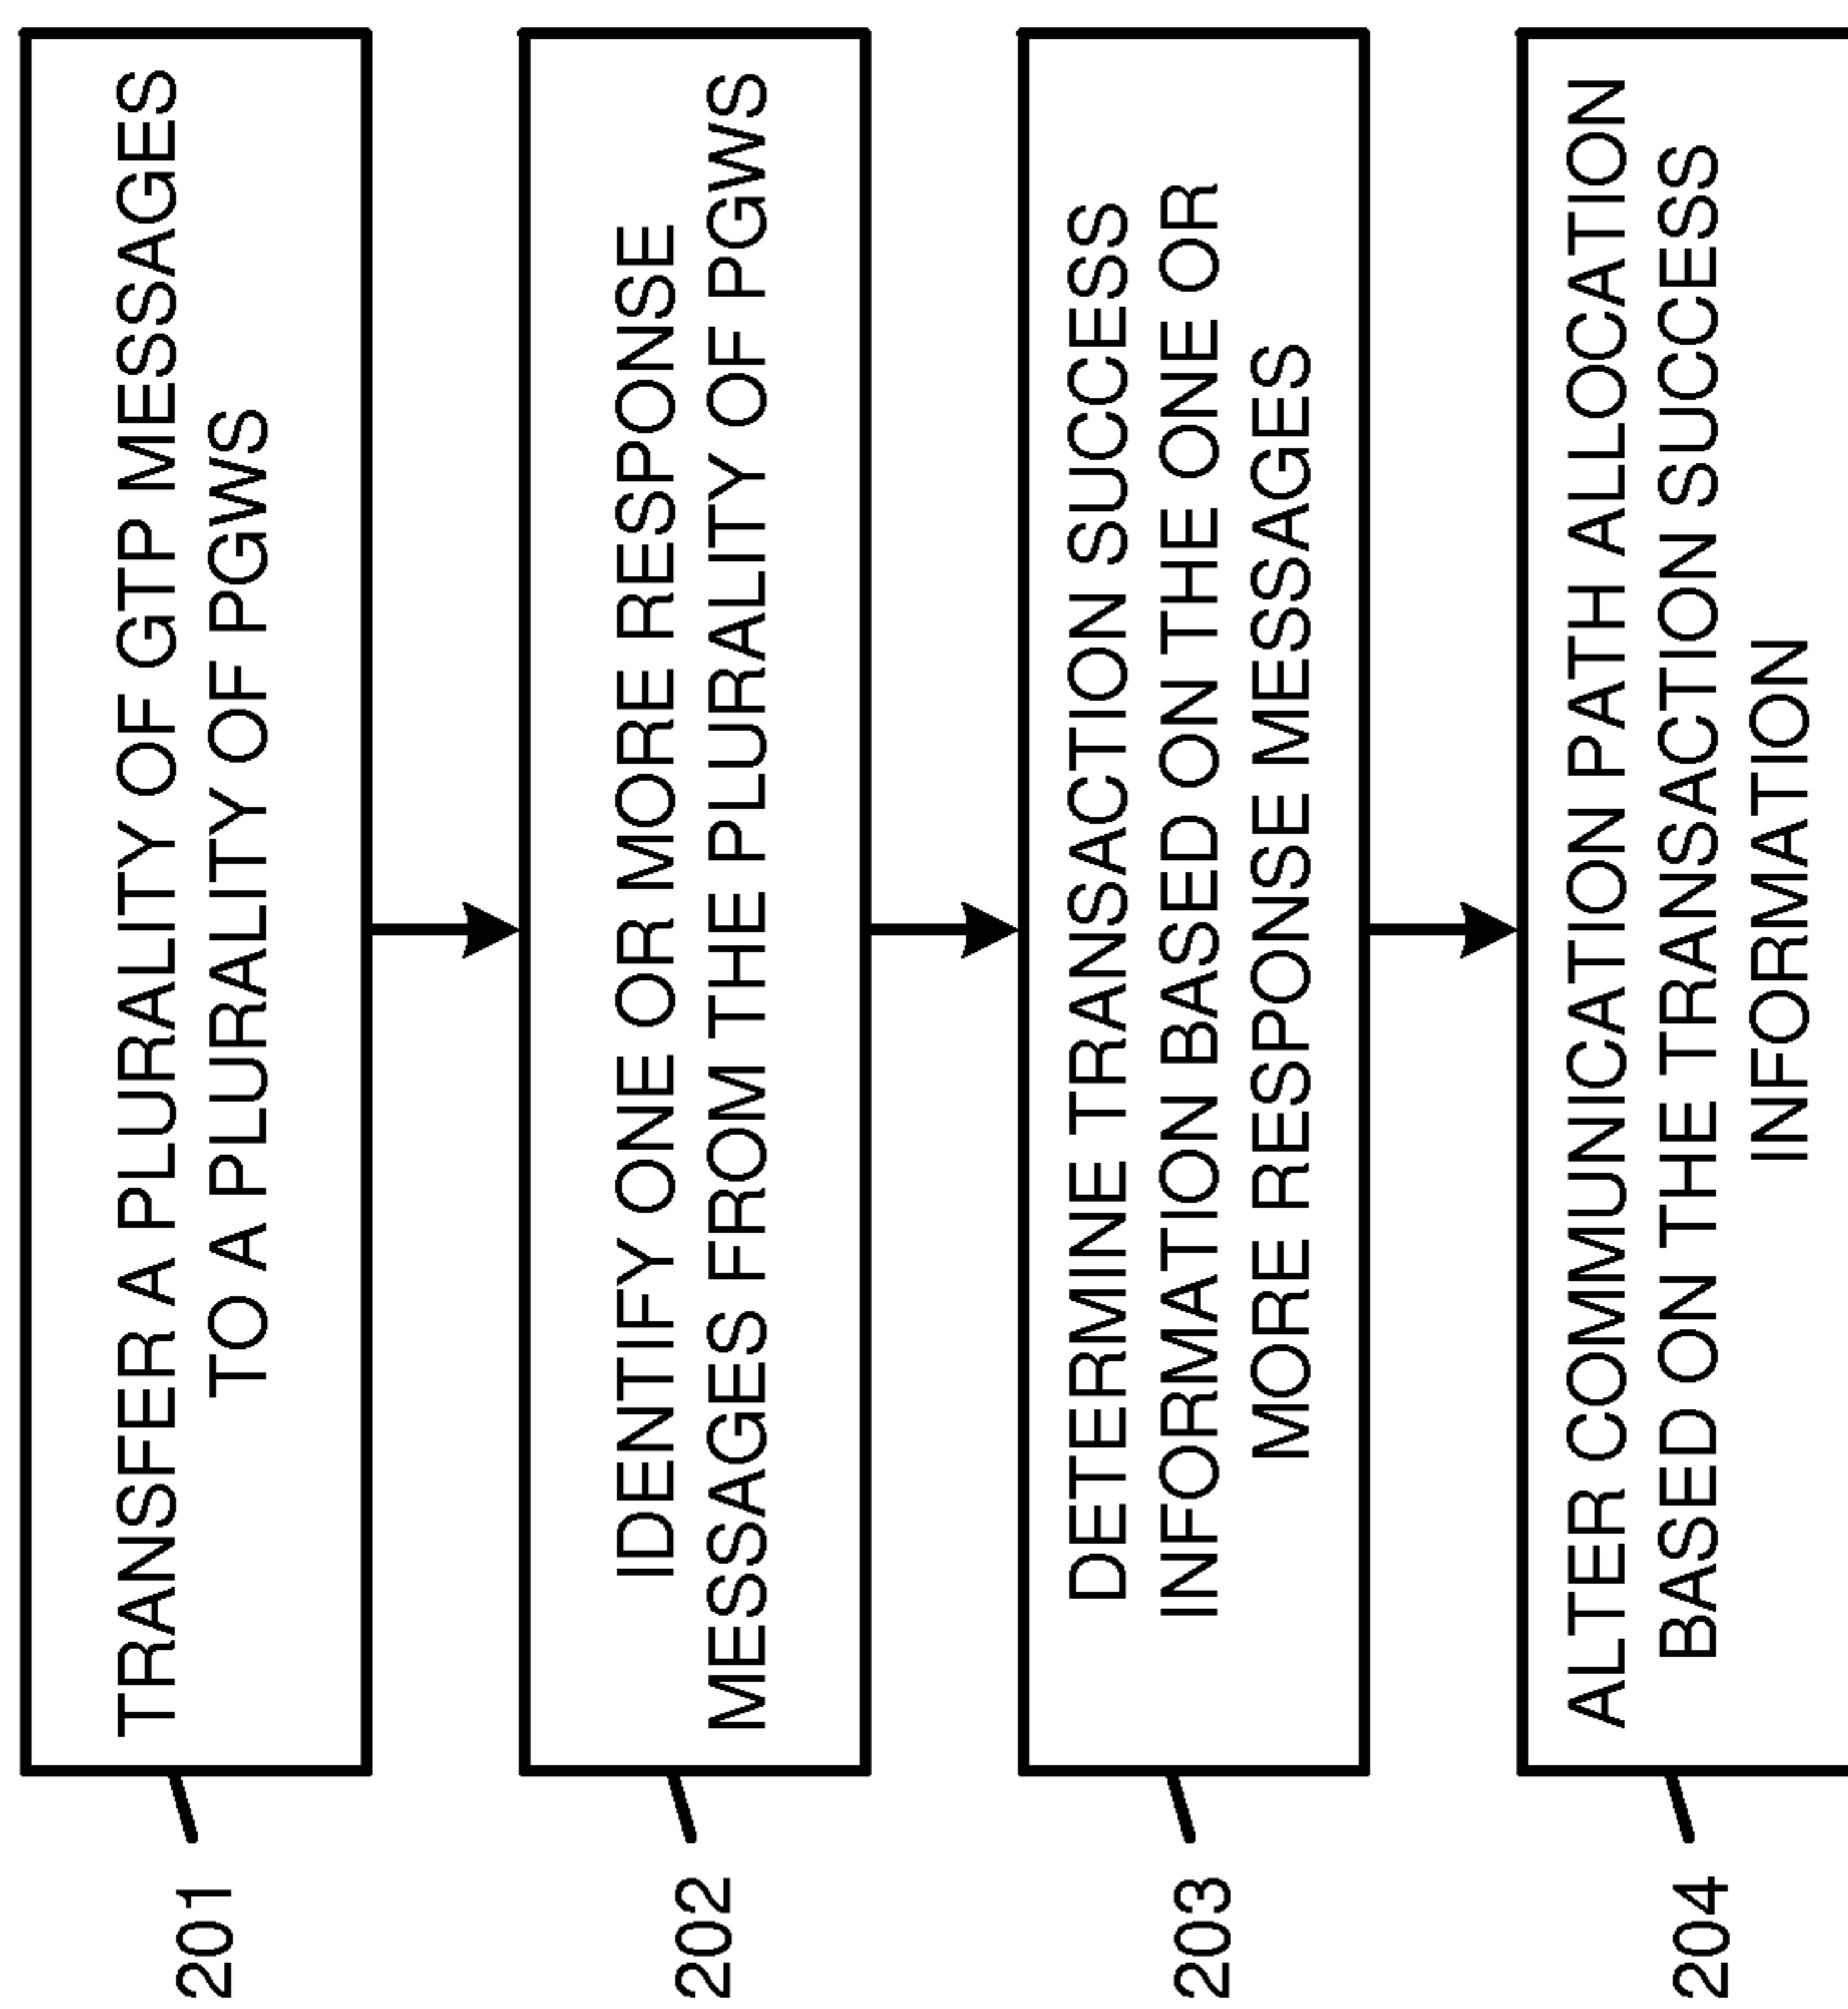 201
TRANSFER A PLURALITY OF GTP MESSAGES
TO A PLURALITY OF PGWS
202
IDENTIFY ONE OR MORE RESPONSE
MESSAGES FROM THE PLURALITY OF PGWS
203
DETERMINE TRANSACTION SUCCESS
INFORMATION BASED ON THE ONE OR
MORE RESPONSE MESSAGES
204
ALTER COMMUNICATION PATH ALLOCATION
BASED ON THE TRANSACTION SUCCESS
INFORMATION